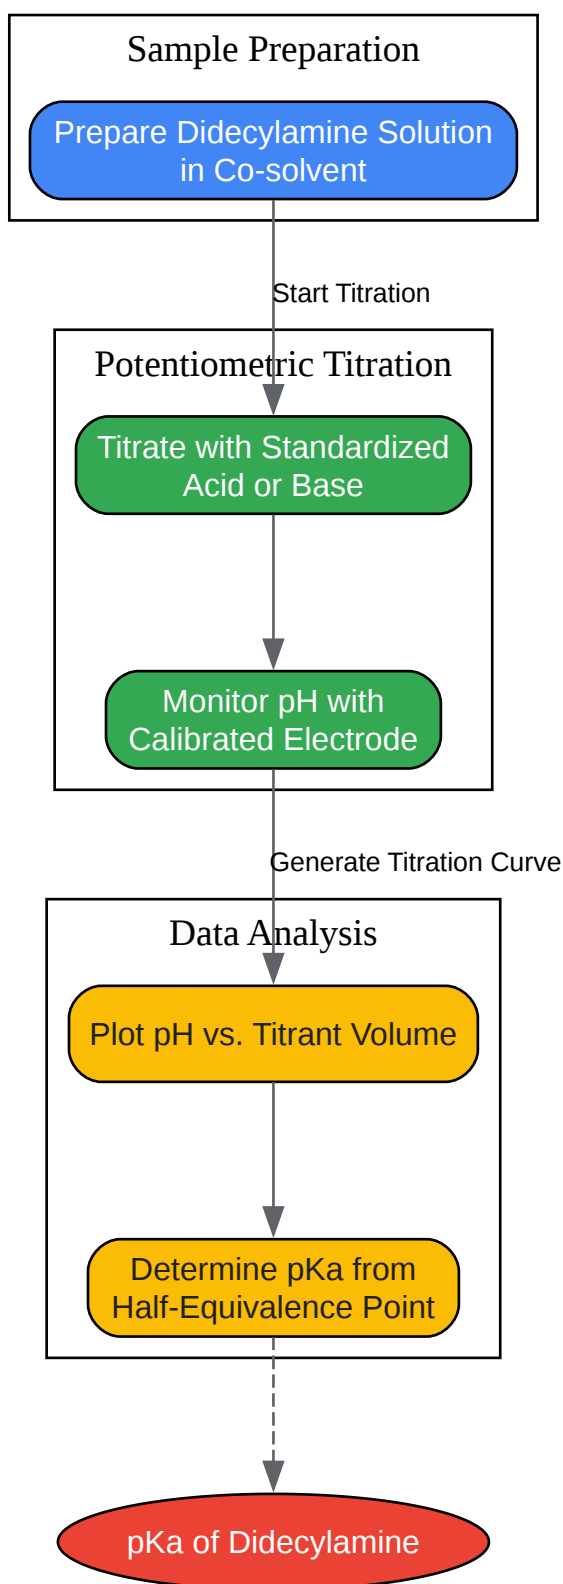 Sample Preparation
Prepare Didecylamine Solution
in Co-solvent
Start Titration
Potentiometric Titration
Titrate with Standardized
Acid or Base
Monitor pH with
Calibrated Electrode
Generate Titration Curve
Data Analysis
Plot pH vs. Titrant Volume
Determine pKa from
Half-Equivalence Point
pKa of Didecylamine